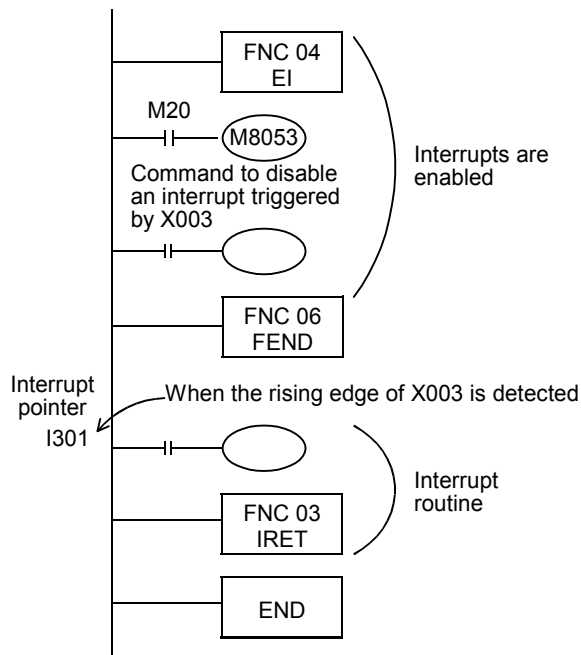 FNC 04
EI
M20
M8053
Command to disable
an interrupt triggered
by X003
Interrupts are
enabled
FNC 06
FEND
Interrupt
pointer
I301
When the rising edge of X003 is detected
Interrupt
routine
FNC 03
IRET
END